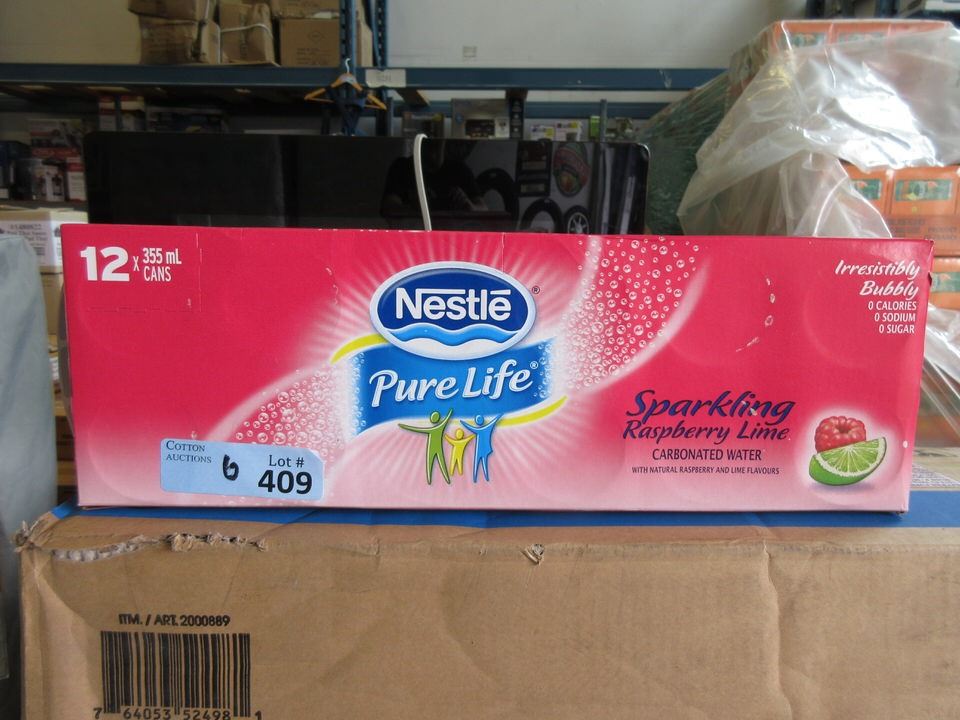 12 x 355 mL
CANS
Nestlé®
Pure Life®
Irresistibly
Bubbly
0 CALORIES
0 SODIUM
0 SUGAR
Sparkling
Raspberry Lime
CARBONATED WATER
WITH NATURAL RASPBERRY AND LIME FLAVOURS
COTTON
AUCTIONS
6
Lot #
409
ITM. / ART. 2000889
7 64053 52498 1